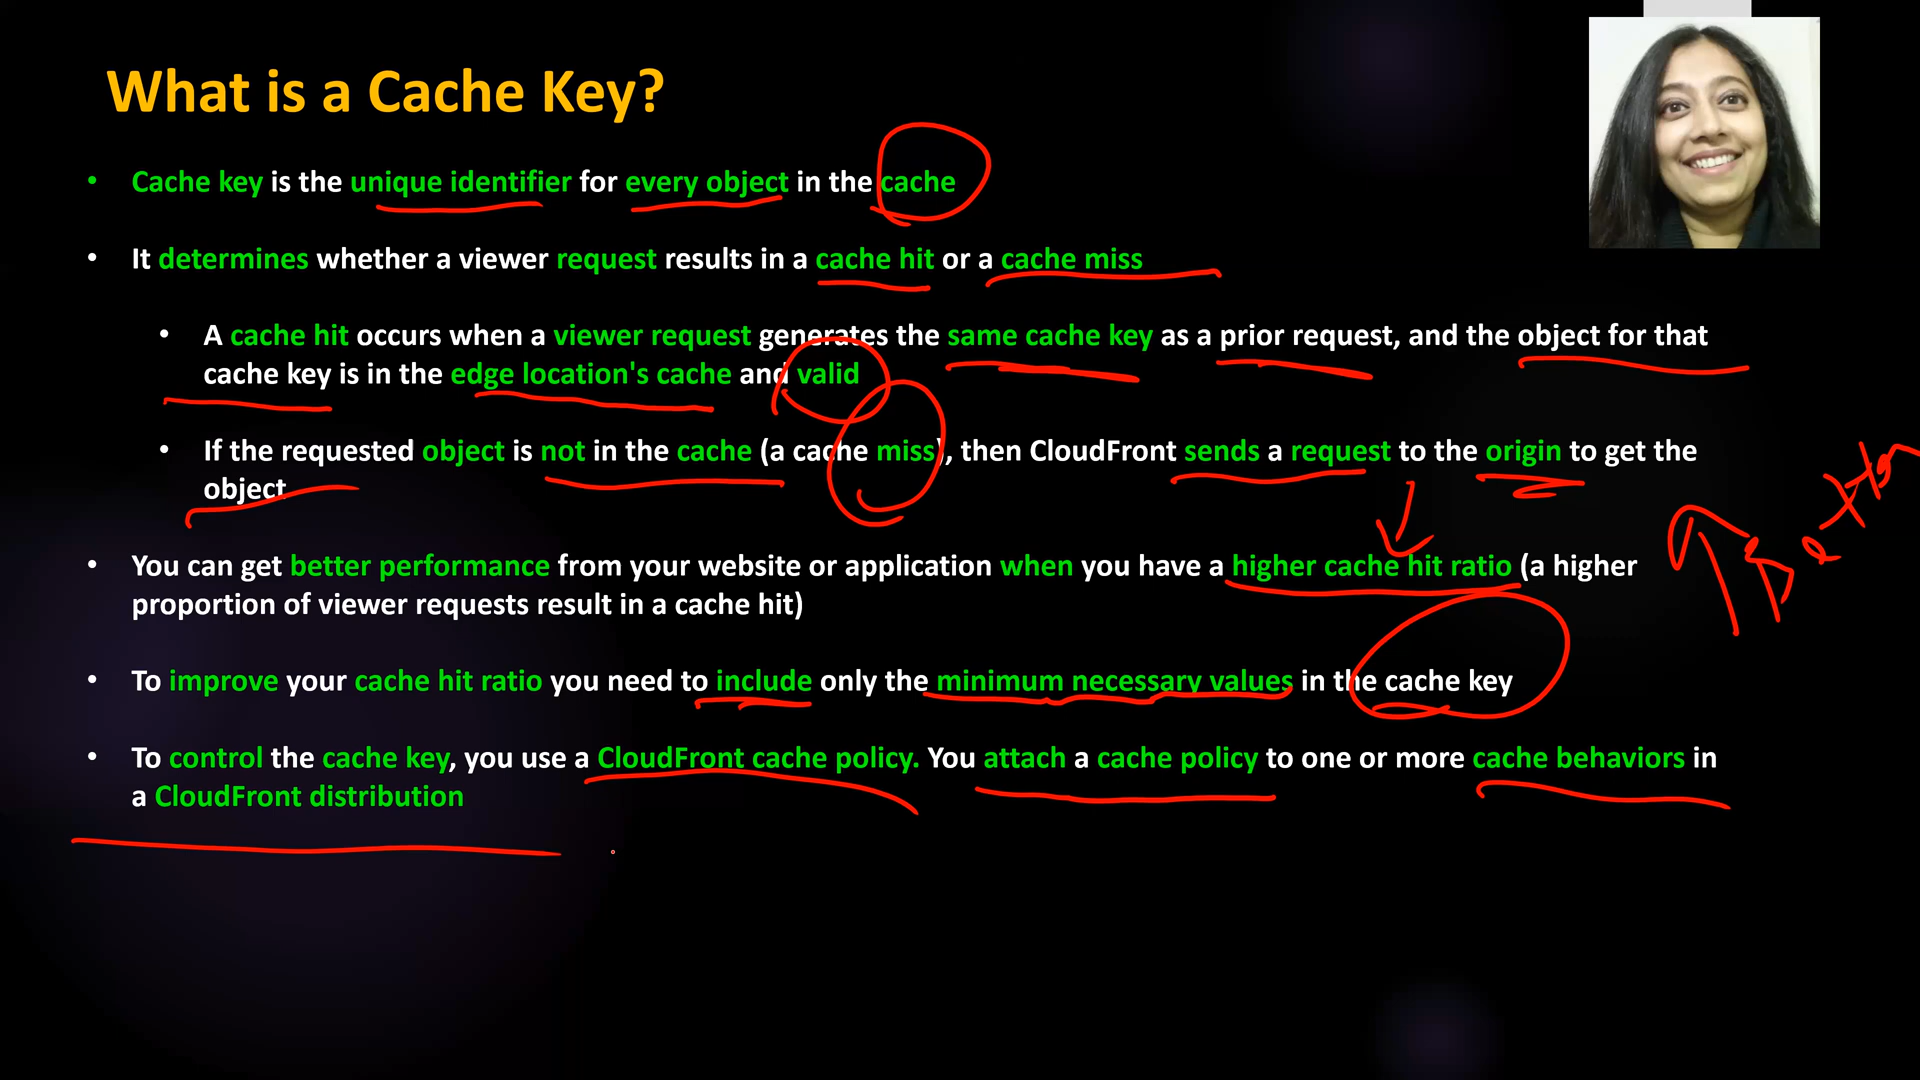 What is a Cache Key?
• Cache key is the unique identifier for every object in the cache
• It determines whether a viewer request results in a cache hit or a cache miss
• A cache hit occurs when a viewer request generates the same cache key as a prior request, and the object for that
cache key is in the edge location's cache and valid
• If the requested object is not in the cache (a cache miss), then CloudFront sends a request to the origin to get the
object
• You can get better performance from your website or application when you have a higher cache hit ratio (a higher
proportion of viewer requests result in a cache hit)
• To improve your cache hit ratio you need to include only the minimum necessary values in the cache key
• To control the cache key, you use a CloudFront cache policy. You attach a cache policy to one or more cache behaviors in
a CloudFront distribution